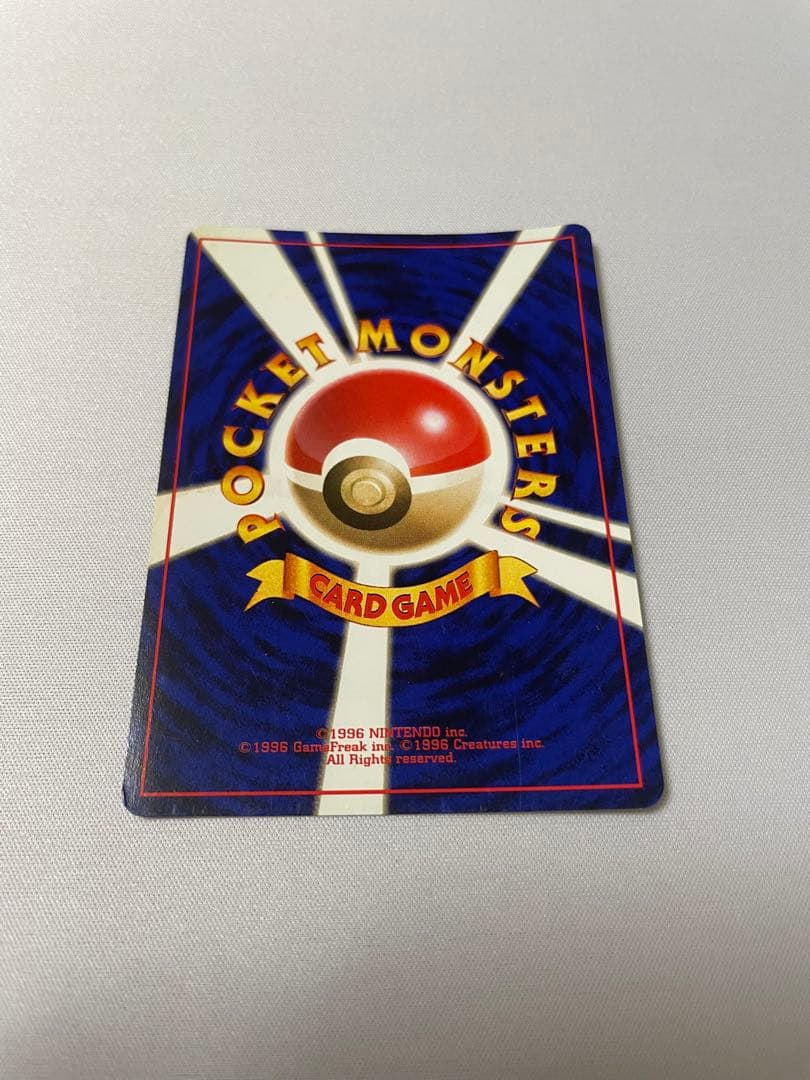 POCKET MONSTERS
CARD GAME
©1996 NINTENDO inc.
©1996 GameFreak inc. ©1996 Creatures inc.
All Rights reserved.